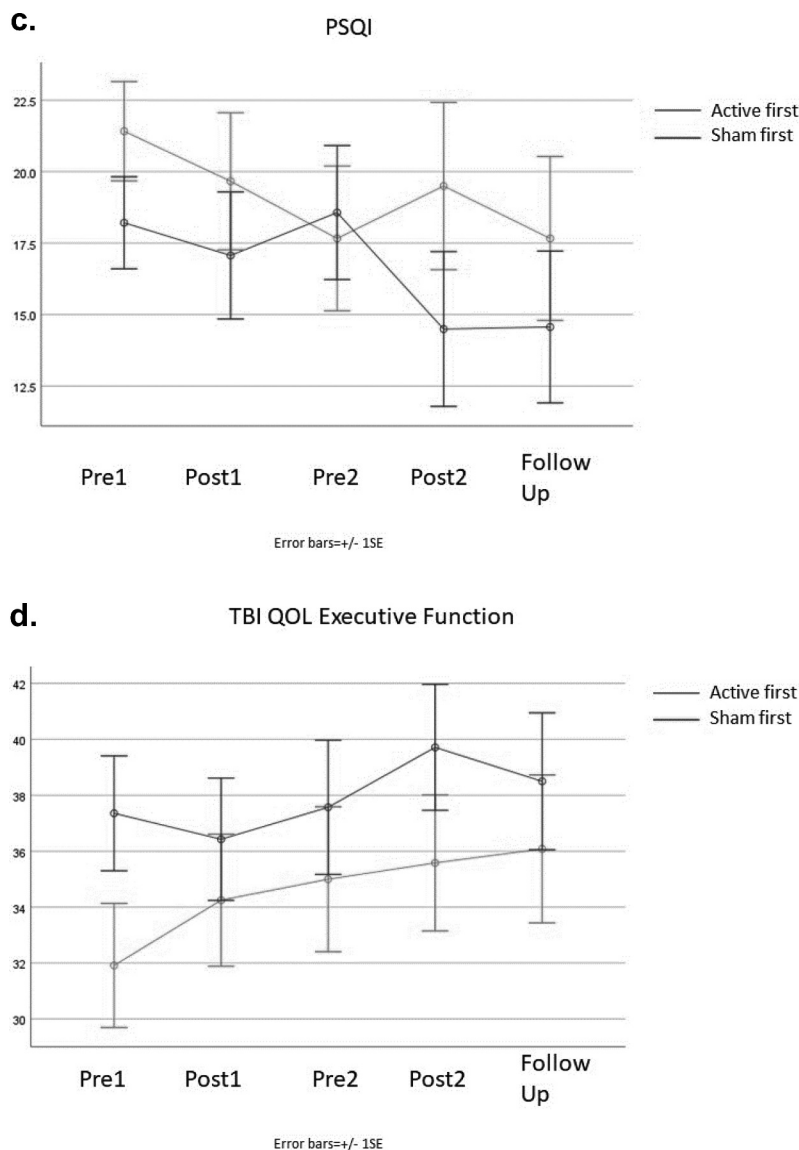 c.
PSQI
22.5
20.0
17.5
15.0
12.5
Active first
Sham first
Pre1 Post1 Pre2 Post2 Follow Up
Error bars=+/- 1SE
d.
TBI QOL Executive Function
42
40
38
36
34
32
30
Active first
Sham first
Pre1 Post1 Pre2 Post2 Follow Up
Error bars=+/- 1SE